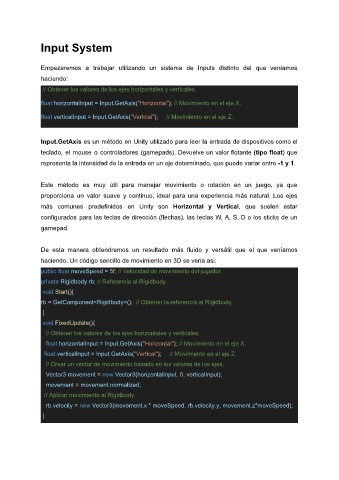 Input System
Empezaremos a trabajar utilizando un sistema de Inputs distinto del que veníamos
haciendo:
// Obtener los valores de los ejes horizontales y verticales.
float horizontalInput = Input.GetAxis("Horizontal"); // Movimiento en el eje X.
float verticalInput = Input.GetAxis("Vertical"); // Movimiento en el eje Z.
Input.GetAxis es un método en Unity utilizado para leer la entrada de dispositivos como el
teclado, el mouse o controladores (gamepads). Devuelve un valor flotante (tipo float) que
representa la intensidad de la entrada en un eje determinado, que puede variar entre -1 y 1.
Este método es muy útil para manejar movimiento o rotación en un juego, ya que
proporciona un valor suave y continuo, ideal para una experiencia más natural. Los ejes
más comunes predefinidos en Unity son Horizontal y Vertical, que suelen estar
configurados para las teclas de dirección (flechas), las teclas W, A, S, D o los sticks de un
gamepad.
De esta manera obtendremos un resultado más fluido y versátil que el que veníamos
haciendo. Un código sencillo de movimiento en 3D se vería así:
public float moveSpeed = 5f; // Velocidad de movimiento del jugador.
private Rigidbody rb; // Referencia al Rigidbody.
void Start(){
rb = GetComponent<Rigidbody>(); // Obtener la referencia al Rigidbody.
}
void FixedUpdate(){
// Obtener los valores de los ejes horizontales y verticales.
float horizontalInput = Input.GetAxis("Horizontal"); // Movimiento en el eje X.
float verticalInput = Input.GetAxis("Vertical"); // Movimiento en el eje Z.
// Crear un vector de movimiento basado en los valores de los ejes.
Vector3 movement = new Vector3(horizontalInput, 0, verticalInput);
movement = movement.normalized;
// Aplicar movimiento al Rigidbody.
rb.velocity = new Vector3(movement.x * moveSpeed, rb.velocity.y, movement.z*moveSpeed);
}